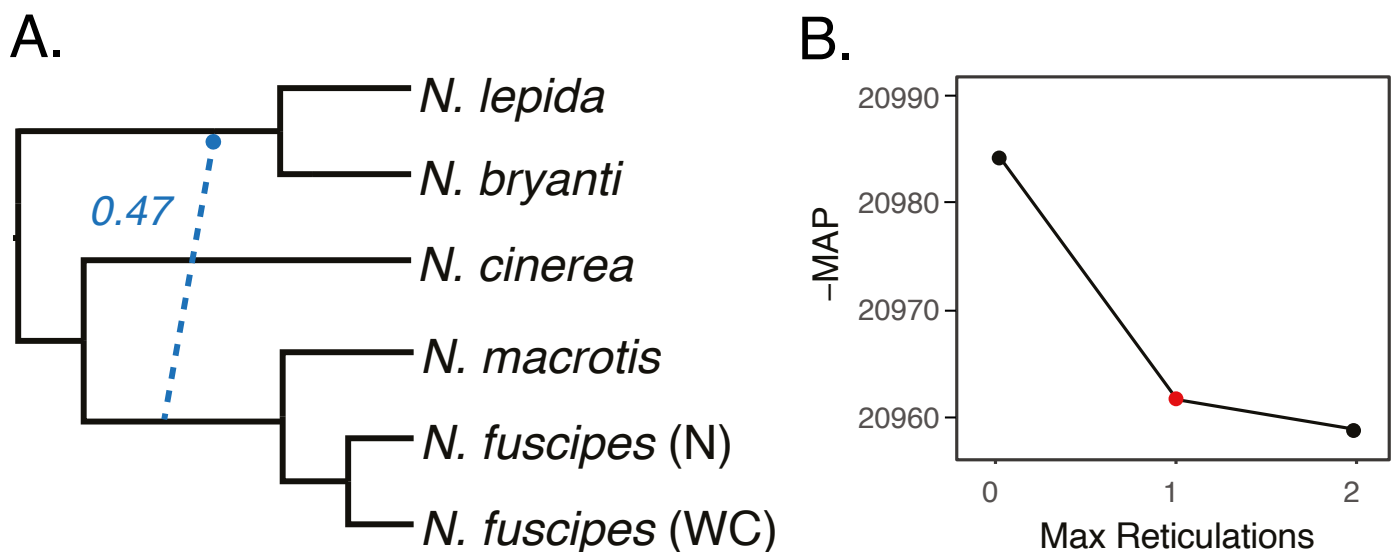 A.
N. lepida
N. bryanti
0.47
N. cinerea
N. macrotis
N. fuscipes (N)
N. fuscipes (WC)
B.
20990
20980
20970
20960
–MAP
0 1 2
Max Reticulations